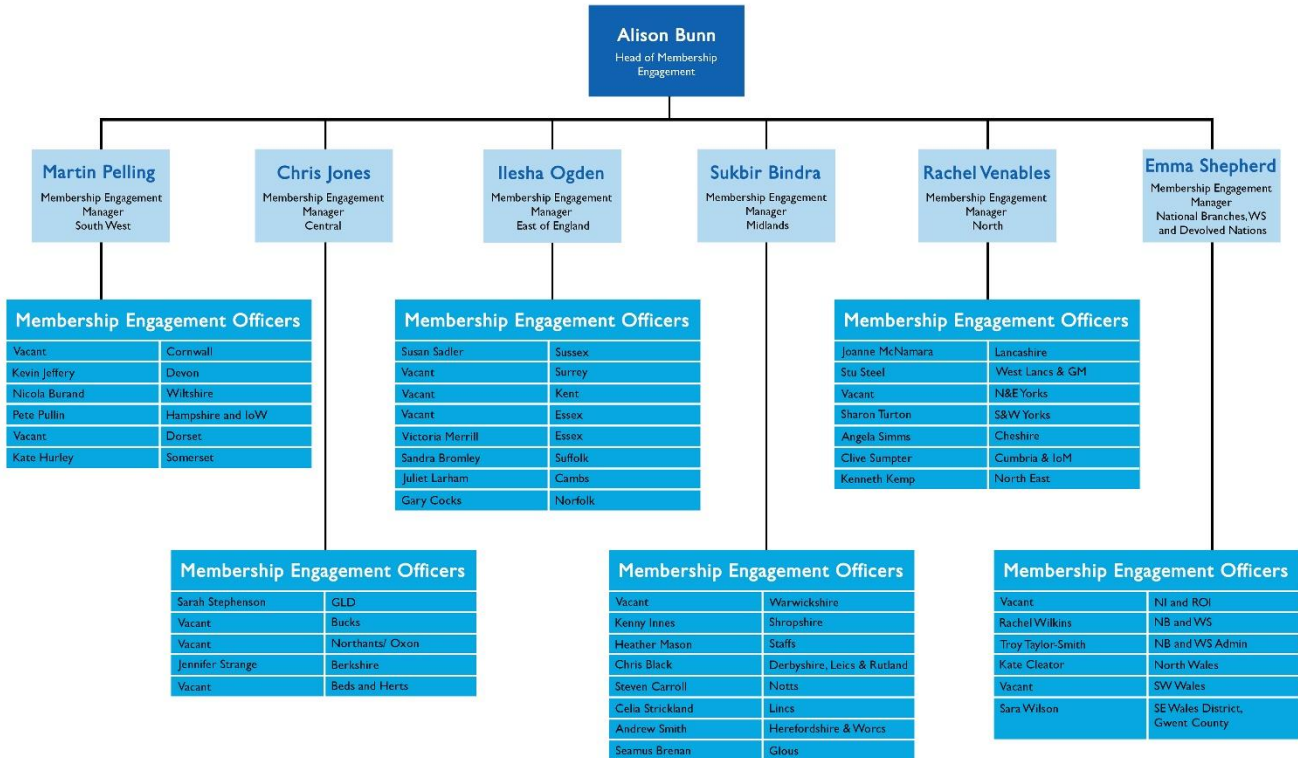 Alison Bunn
Head of Membership
Engagement
Martin Pelling
Membership Engagement
Manager
South West
Chris Jones
Membership Engagement
Manager
Central
Ilesha Ogden
Membership Engagement
Manager
East of England
Sukbir Bindra
Membership Engagement
Manager
Midlands
Rachel Venables
Membership Engagement
Manager
North
Emma Shepherd
Membership Engagement
Manager
National Branches, WS
and Devolved Nations
Membership Engagement Officers
Vacant Cornwall
Kevin Jeffery Devon
Nicola Burand Wiltshire
Pete Pullin Hampshire and IoW
Vacant Dorset
Kate Hurley Somerset
Membership Engagement Officers
Susan Sadler Sussex
Vacant Surrey
Vacant Kent
Vacant Essex
Victoria Merrill Essex
Sandra Bromley Suffolk
Juliet Larham Cambs
Gary Cocks Norfolk
Membership Engagement Officers
Joanne McNamara Lancashire
Stu Steel West Lancs & GM
Vacant N&E Yorks
Sharon Turton S&W Yorks
Angela Simms Cheshire
Clive Sumpter Cumbria & IoM
Kenneth Kemp North East
Membership Engagement Officers
Sarah Stephenson GLD
Vacant Bucks
Vacant Northants/ Oxon
Jennifer Strange Berkshire
Vacant Beds and Herts
Membership Engagement Officers
Vacant Warwickshire
Kenny Innes Shropshire
Heather Mason Staffs
Chris Black Derbyshire, Leics & Rutland
Steven Carroll Notts
Celia Strickland Lincs
Andrew Smith Herefordshire & Worcs
Seamus Brenan Glous
Membership Engagement Officers
Vacant NI and ROI
Rachel Wilkins NB and WS
Troy Taylor-Smith NB and WS Admin
Kate Cleator North Wales
Vacant SW Wales
Sara Wilson SE Wales District,
Gwent County